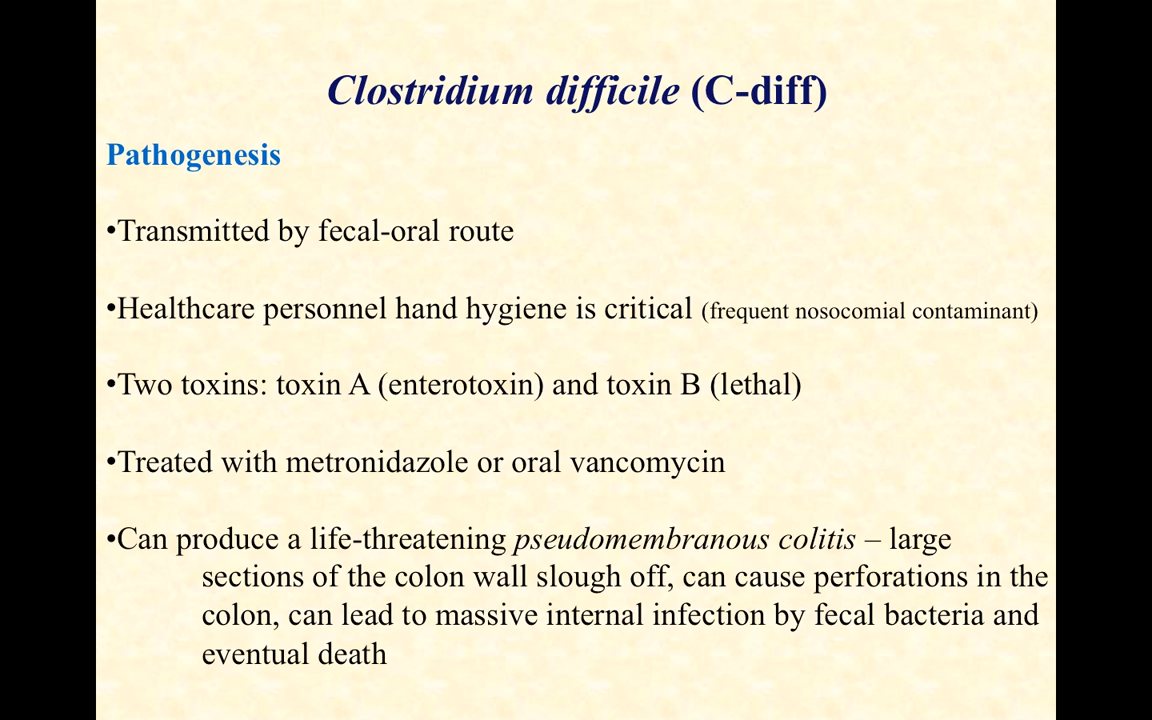 Clostridium difficile (C-diff)
Pathogenesis
•Transmitted by fecal-oral route
•Healthcare personnel hand hygiene is critical (frequent nosocomial contaminant)
•Two toxins: toxin A (enterotoxin) and toxin B (lethal)
•Treated with metronidazole or oral vancomycin
•Can produce a life-threatening pseudomembranous colitis – large
sections of the colon wall slough off, can cause perforations in the
colon, can lead to massive internal infection by fecal bacteria and
eventual death